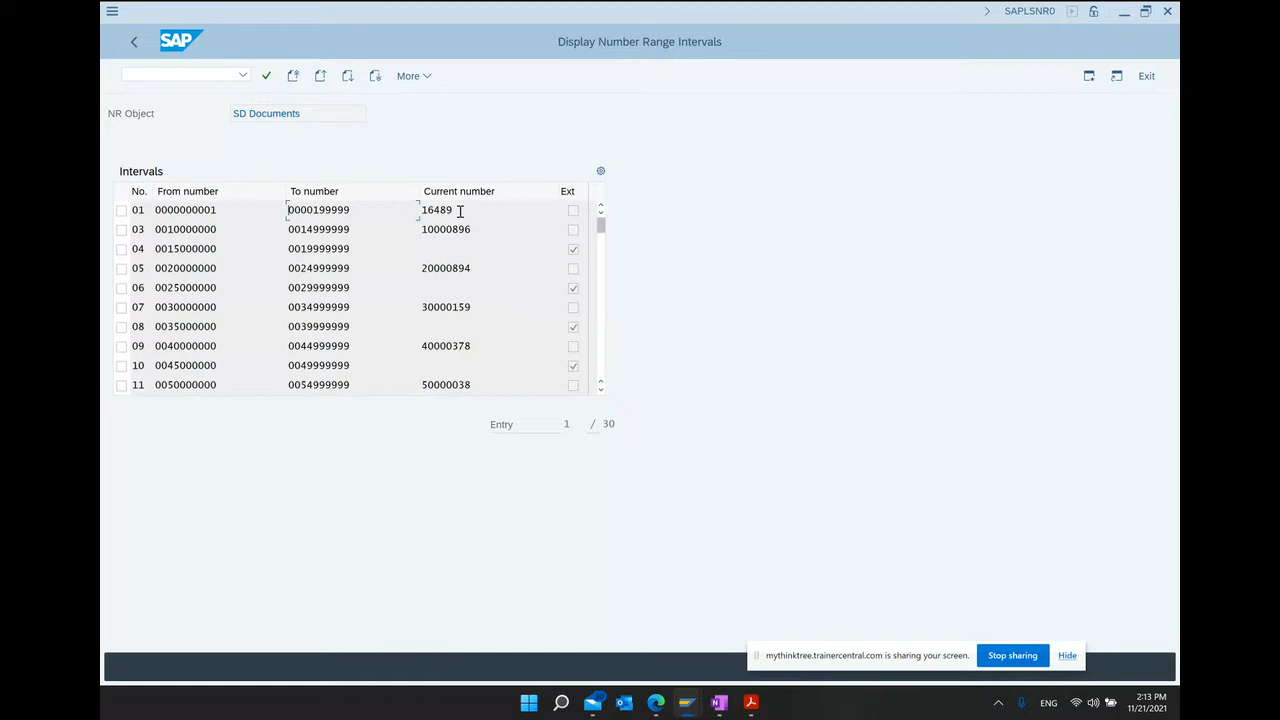 SAPLSNR0
SAP
Display Number Range Intervals
More
Exit
NR Object SD Documents
Intervals
No. From number To number Current number Ext
01 0000000001 0000199999 16489
03 0010000000 0014999999 10000896
04 0015000000 0019999999
05 0020000000 0024999999 20000894
06 0025000000 0029999999
07 0030000000 0034999999 30000159
08 0035000000 0039999999
09 0040000000 0044999999 40000378
10 0045000000 0049999999
11 0050000000 0054999999 50000038
Entry 1 / 30
mythinktree.trainercentral.com is sharing your screen. Stop sharing Hide
ENG
2:13 PM
11/21/2021